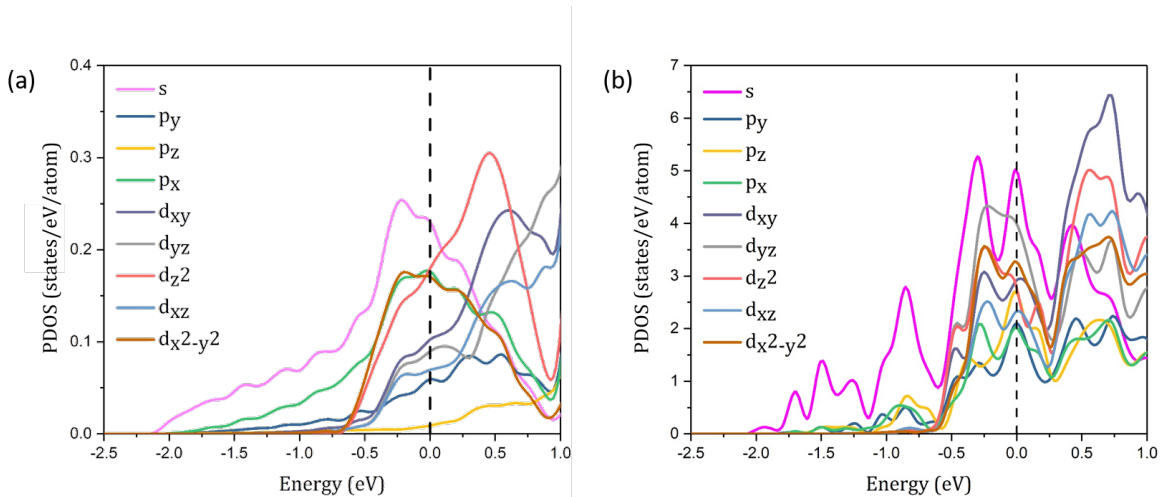 (a)
PDOS (states/eV/atom)
0.4
0.3
0.2
0.1
0.0
s
py
pz
px
dxy
dyz
dz2
dxz
dx2-y2
-2.5 -2.0 -1.5 -1.0 -0.5 0.0 0.5 1.0
Energy (eV)
(b)
PDOS (states/eV/atom)
7
6
5
4
3
2
1
0
s
py
pz
px
dxy
dyz
dz2
dxz
dx2-y2
-2.5 -2.0 -1.5 -1.0 -0.5 0.0 0.5 1.0
Energy (eV)